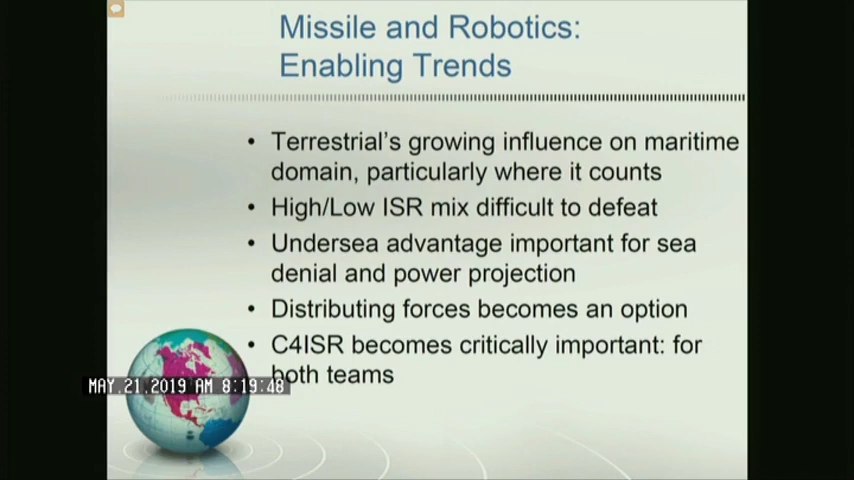 Missile and Robotics:
Enabling Trends
• Terrestrial's growing influence on maritime
domain, particularly where it counts
• High/Low ISR mix difficult to defeat
• Undersea advantage important for sea
denial and power projection
• Distributing forces becomes an option
• C4ISR becomes critically important: for
both teams
MAY.21.2019 AM 8:19:48